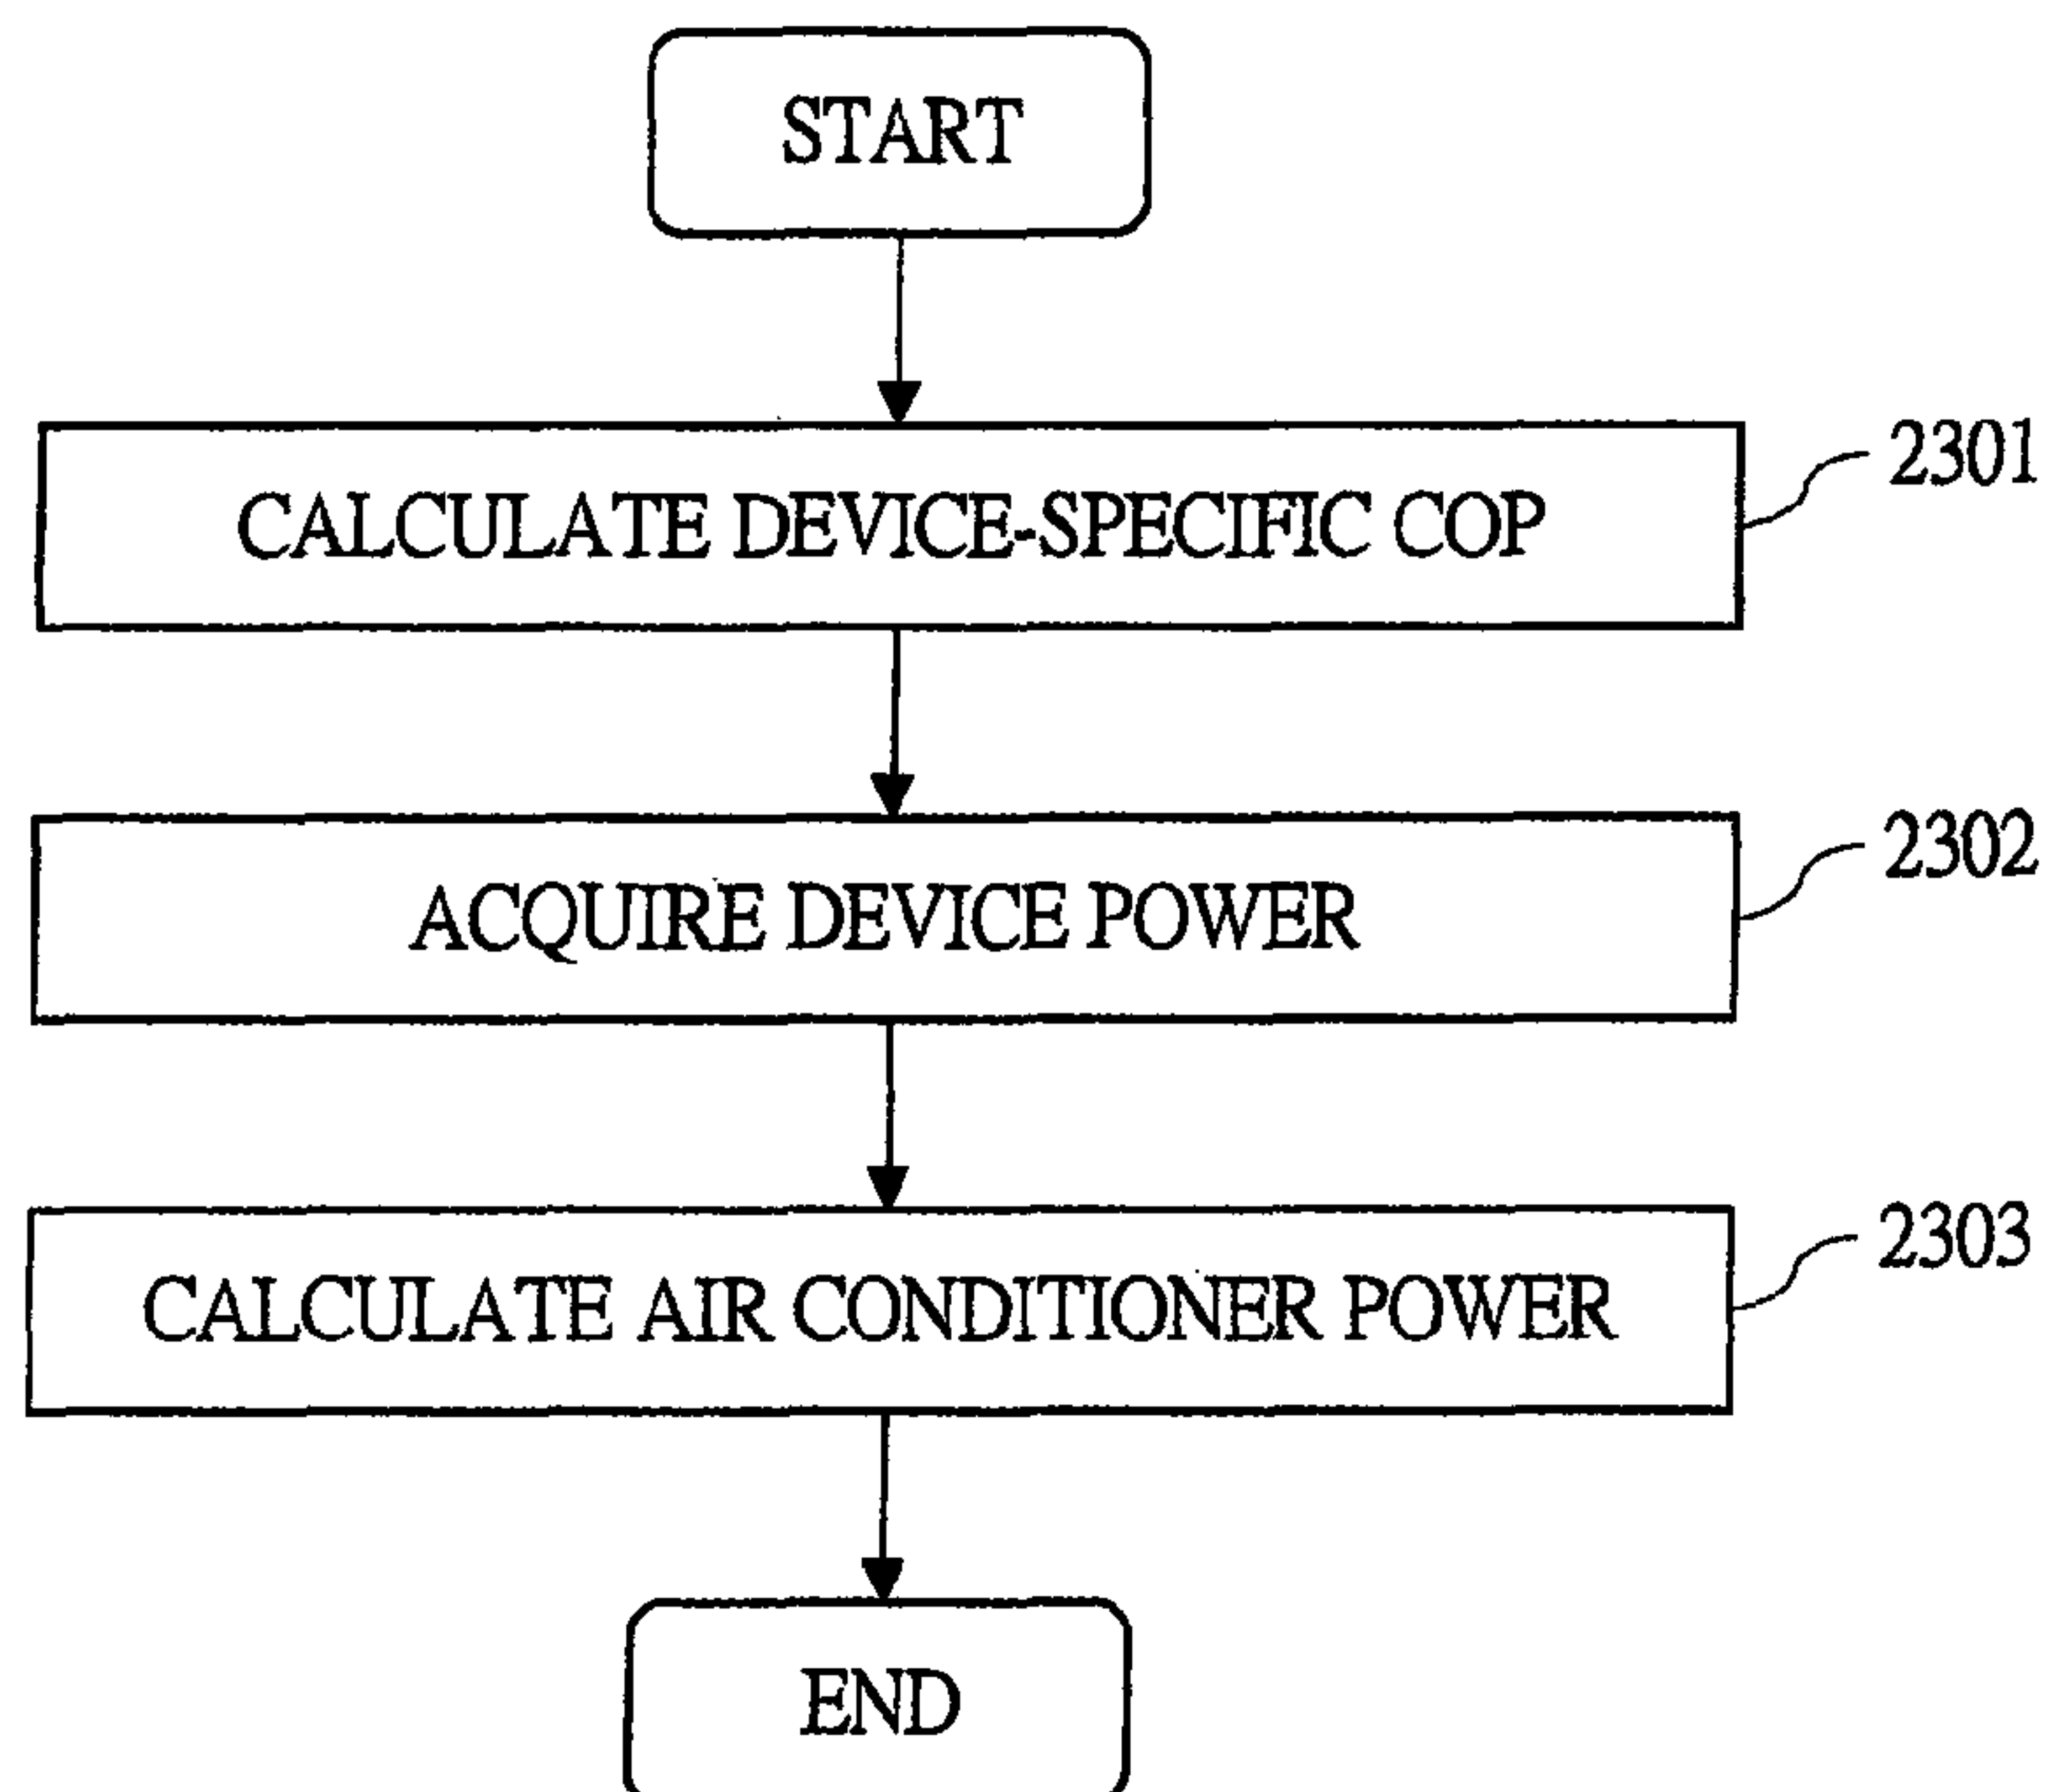 START
CALCULATE DEVICE-SPECIFIC COP
2301
ACQUIRE DEVICE POWER
2302
CALCULATE AIR CONDITIONER POWER
2303
END